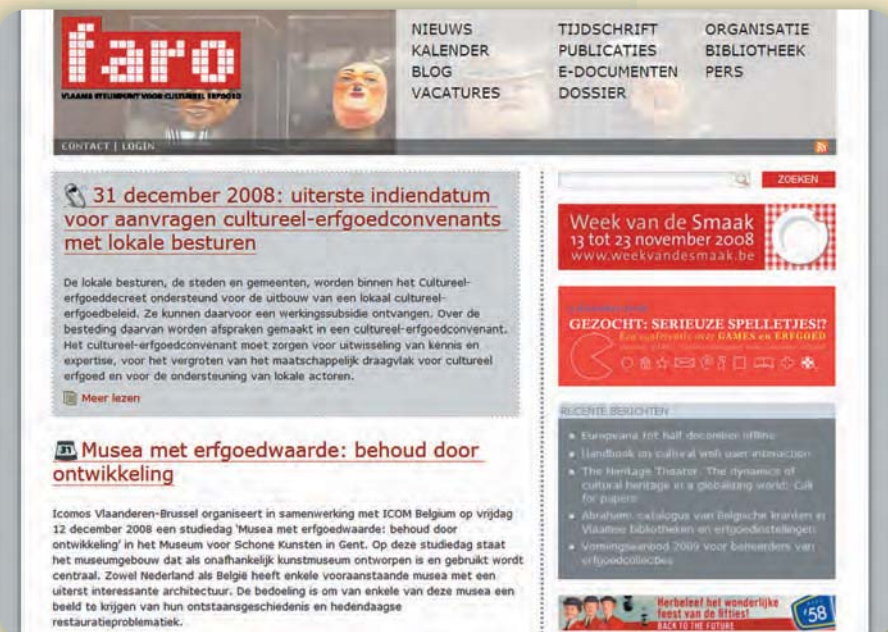 faro
VLAAMS STEUNPUNT VOOR CULTUREEL ERFGOED
NIEUWS
KALENDER
BLOG
VACATURES
TIJDSCHRIFT
PUBLICATIES
E-DOCUMENTEN
DOSSIER
ORGANISATIE
BIBLIOTHEEK
PERS
CONTACT | LOGIN
31 december 2008: uiterste indiendatum
voor aanvragen cultureel-erfgoedconvenants
met lokale besturen
De lokale besturen, de steden en gemeenten, worden binnen het Cultureel-
erfgoeddecreet ondersteund voor de uitbouw van een lokaal cultureel-
erfgoedbeleid. Ze kunnen daarvoor een werkingssubsidie ontvangen. Over de
besteding daarvan worden afspraken gemaakt in een cultureel-erfgoedconvenant.
Het cultureel-erfgoedconvenant moet zorgen voor uitwisseling van kennis en
expertise, voor het vergroten van het maatschappelijk draagvlak voor cultureel
erfgoed en voor de ondersteuning van lokale actoren.
Meer lezen
31
Musea met erfgoedwaarde: behoud door
ontwikkeling
Icomos Vlaanderen-Brussel organiseert in samenwerking met ICOM Belgium op vrijdag
12 december 2008 een studiedag 'Musea met erfgoedwaarde: behoud door
ontwikkeling' in het Museum voor Schone Kunsten in Gent. Op deze studiedag staat
het museumgebouw dat als onafhankelijk kunstmuseum ontworpen is en gebruikt wordt
centraal. Zowel Nederland als België heeft enkele vooraanstaande musea met een
uiterst interessante architectuur. De bedoeling is om van enkele van deze musea een
beeld te krijgen van hun ontstaansgeschiedenis en hedendaagse
restauratieproblematiek.
ZOEKEN
Week van de Smaak
13 tot 23 november 2008
www.weekvandesmaak.be
GEZOCHT: SERIEUZE SPELLETJES!?
Een conferentie over GAMES en ERFGOED
RECENTE BERICHTEN
Europeana tot half december offline
Handbook on cultural web user interaction
The Heritage Theater. The dynamics of
cultural heritage in a globalizing world: Call
for papers
Abraham: catalogus van Belgische kranten in
Vlaamse bibliotheken en erfgoedinstellingen
Vormingsaanbod 2009 voor beheerders van
erfgoedcollecties
Herbeleef het wonderlijke
feest van de fifties!
BACK TO THE FUTURE
'58